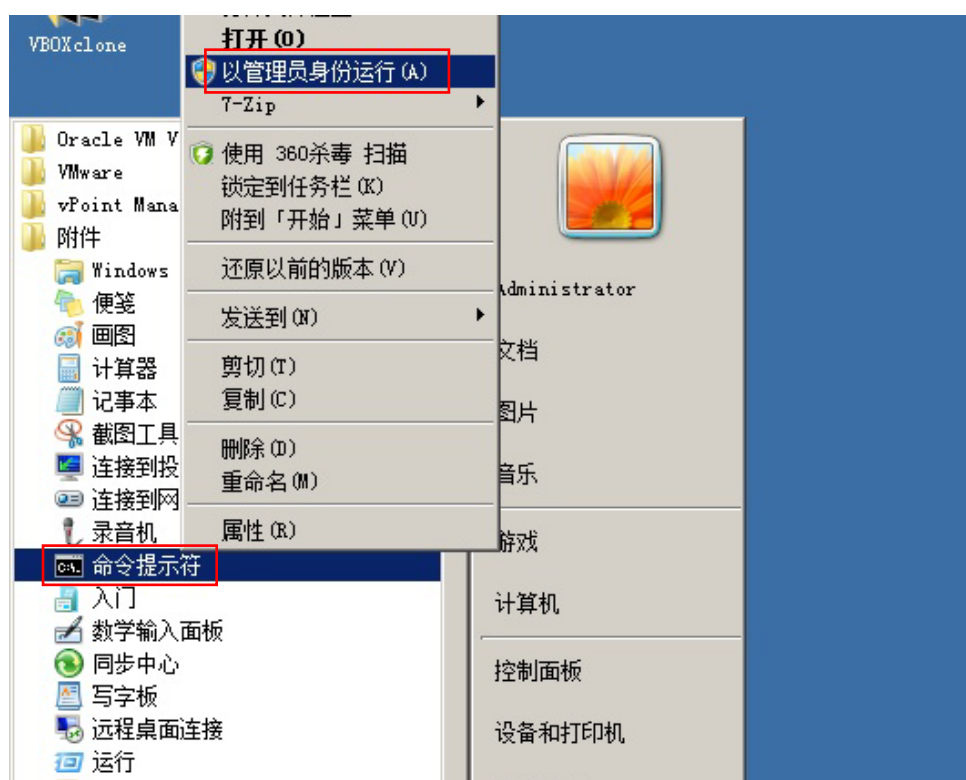 VBOXclone
打开(O)
以管理员身份运行(A)
7-Zip
使用 360杀毒 扫描
锁定到任务栏(K)
附到「开始」菜单(U)
还原以前的版本(V)
发送到(N)
剪切(T)
复制(C)
删除(D)
重命名(M)
属性(R)
Oracle VM V
VMware
vPoint Mana
附件
Windows
便笺
画图
计算器
记事本
截图工具
连接到投
连接到网
录音机
命令提示符
入门
数学输入面板
同步中心
写字板
远程桌面连接
运行
Administrator
文档
图片
音乐
游戏
计算机
控制面板
设备和打印机